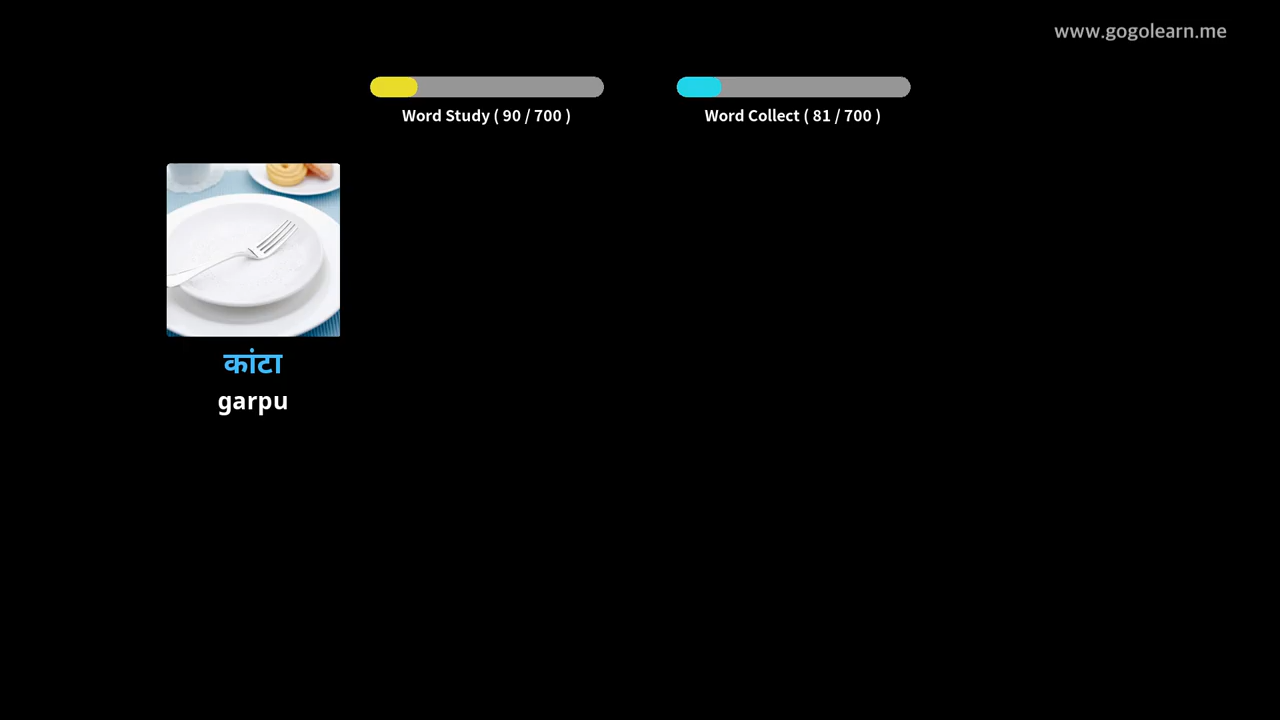 www.gogolearn.me
Word Study ( 90 / 700 )
Word Collect ( 81 / 700 )
कांटा
garpu